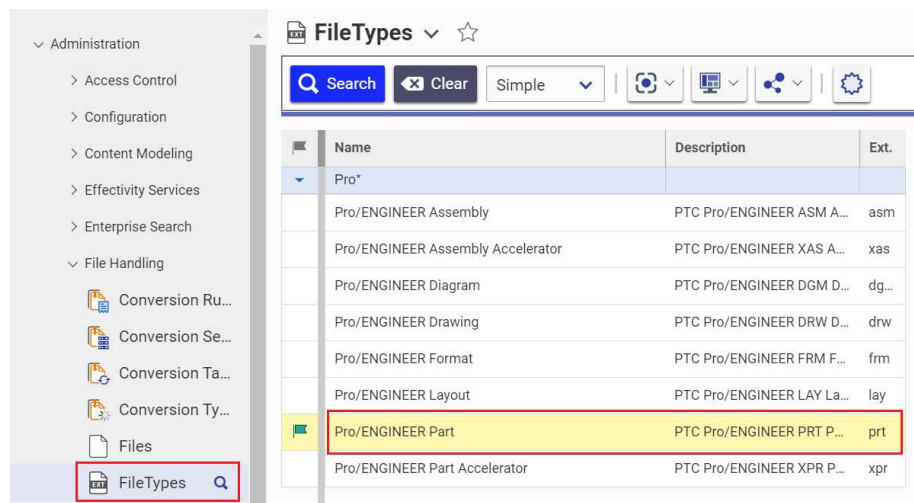 Administration
Access Control
Configuration
Content Modeling
Effectivity Services
Enterprise Search
File Handling
Conversion Ru...
Conversion Se...
Conversion Ta...
Conversion Ty...
Files
EXT FileTypes
EXT FileTypes
Search Clear Simple
Name Description Ext.
Pro*
Pro/ENGINEER Assembly PTC Pro/ENGINEER ASM A... asm
Pro/ENGINEER Assembly Accelerator PTC Pro/ENGINEER XAS A... xas
Pro/ENGINEER Diagram PTC Pro/ENGINEER DGM D... dg...
Pro/ENGINEER Drawing PTC Pro/ENGINEER DRW D... drw
Pro/ENGINEER Format PTC Pro/ENGINEER FRM F... frm
Pro/ENGINEER Layout PTC Pro/ENGINEER LAY La... lay
Pro/ENGINEER Part PTC Pro/ENGINEER PRT P... prt
Pro/ENGINEER Part Accelerator PTC Pro/ENGINEER XPR P... xpr